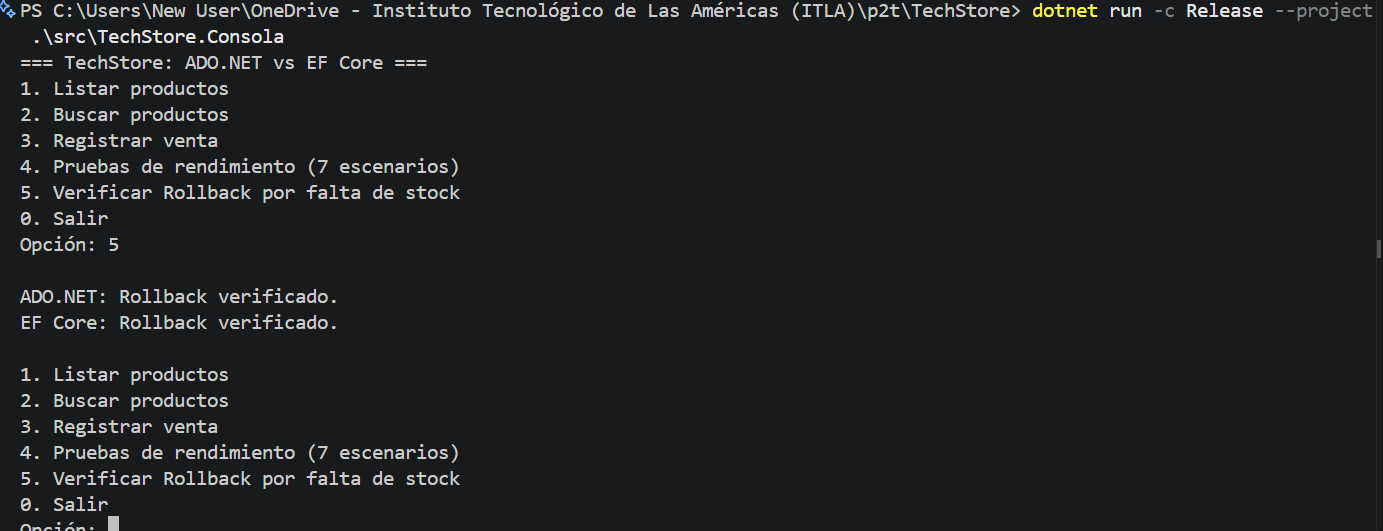 PS C:\Users\New User\OneDrive - Instituto Tecnológico de Las Américas (ITLA)\p2t\TechStore> dotnet run -c Release --project
.\src\TechStore.Consola
=== TechStore: ADO.NET vs EF Core ===
1. Listar productos
2. Buscar productos
3. Registrar venta
4. Pruebas de rendimiento (7 escenarios)
5. Verificar Rollback por falta de stock
0. Salir
Opción: 5
ADO.NET: Rollback verificado.
EF Core: Rollback verificado.
1. Listar productos
2. Buscar productos
3. Registrar venta
4. Pruebas de rendimiento (7 escenarios)
5. Verificar Rollback por falta de stock
0. Salir
Opción: